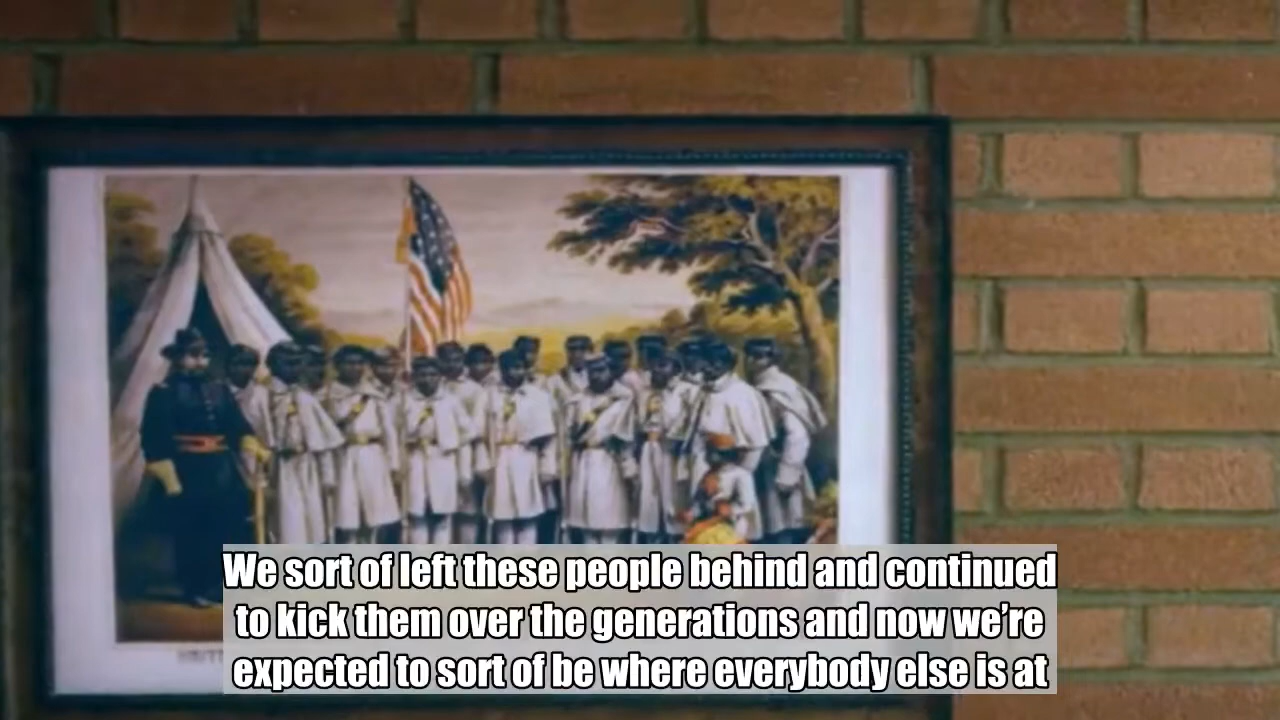 We sort of left these people behind and continued
to kick them over the generations and now we’re
expected to sort of be where everybody else is at